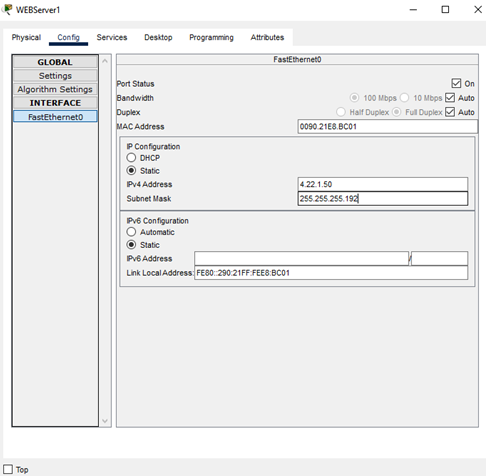 WEBServer1
Physical Config Services Desktop Programming Attributes
GLOBAL
Settings
Algorithm Settings
INTERFACE
FastEthernet0
FastEthernet0
Port Status On
Bandwidth 100 Mbps 10 Mbps Auto
Duplex Half Duplex Full Duplex Auto
MAC Address 0090.21E8.BC01
IP Configuration
DHCP
Static
IPv4 Address 4.22.1.50
Subnet Mask 255.255.255.192
IPv6 Configuration
Automatic
Static
IPv6 Address /
Link Local Address: FE80::290:21FF:FEE8:BC01
Top